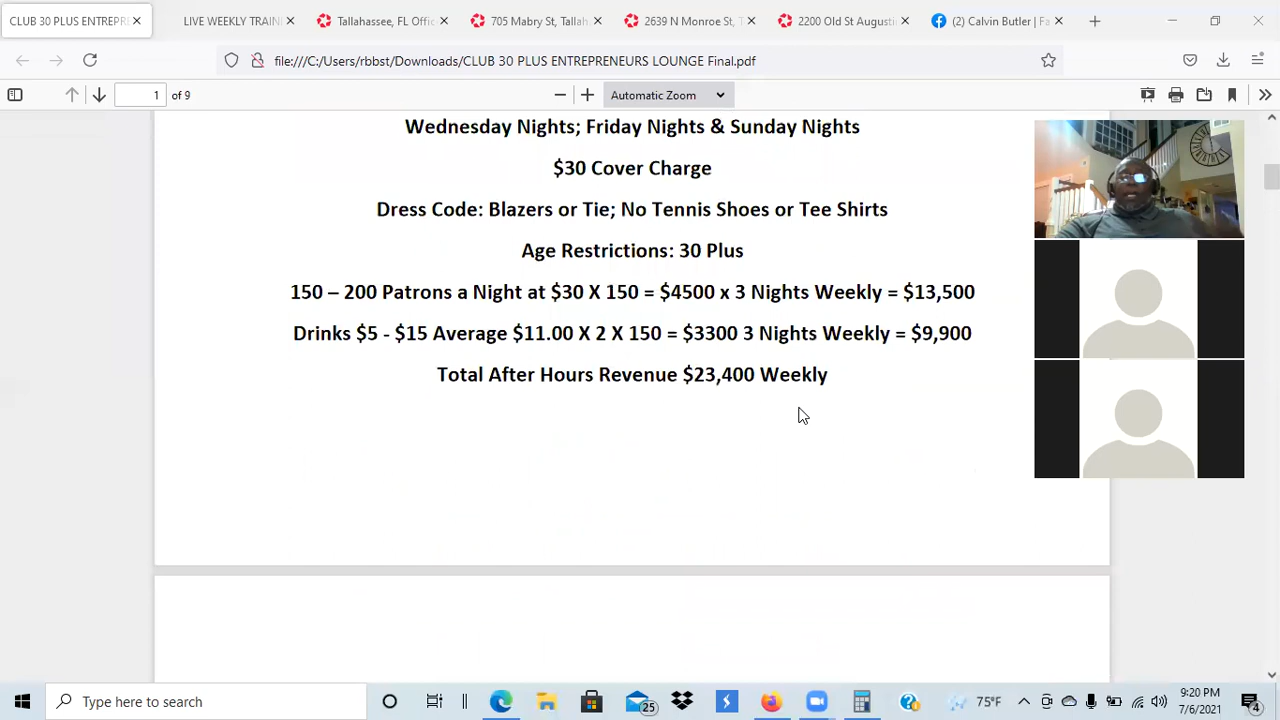 CLUB 30 PLUS ENTREPRE
LIVE WEEKLY TRAINI
Tallahassee, FL Offic
705 Mabry St, Tallah
2639 N Monroe St, T
2200 Old St Augustin
(2) Calvin Butler | Fa
file:///C:/Users/rbbst/Downloads/CLUB 30 PLUS ENTREPRENEURS LOUNGE Final.pdf
1 of 9
Automatic Zoom
Wednesday Nights; Friday Nights & Sunday Nights
$30 Cover Charge
Dress Code: Blazers or Tie; No Tennis Shoes or Tee Shirts
Age Restrictions: 30 Plus
150 – 200 Patrons a Night at $30 X 150 = $4500 x 3 Nights Weekly = $13,500
Drinks $5 - $15 Average $11.00 X 2 X 150 = $3300 3 Nights Weekly = $9,900
Total After Hours Revenue $23,400 Weekly
Type here to search
25
75°F
9:20 PM
7/6/2021
4